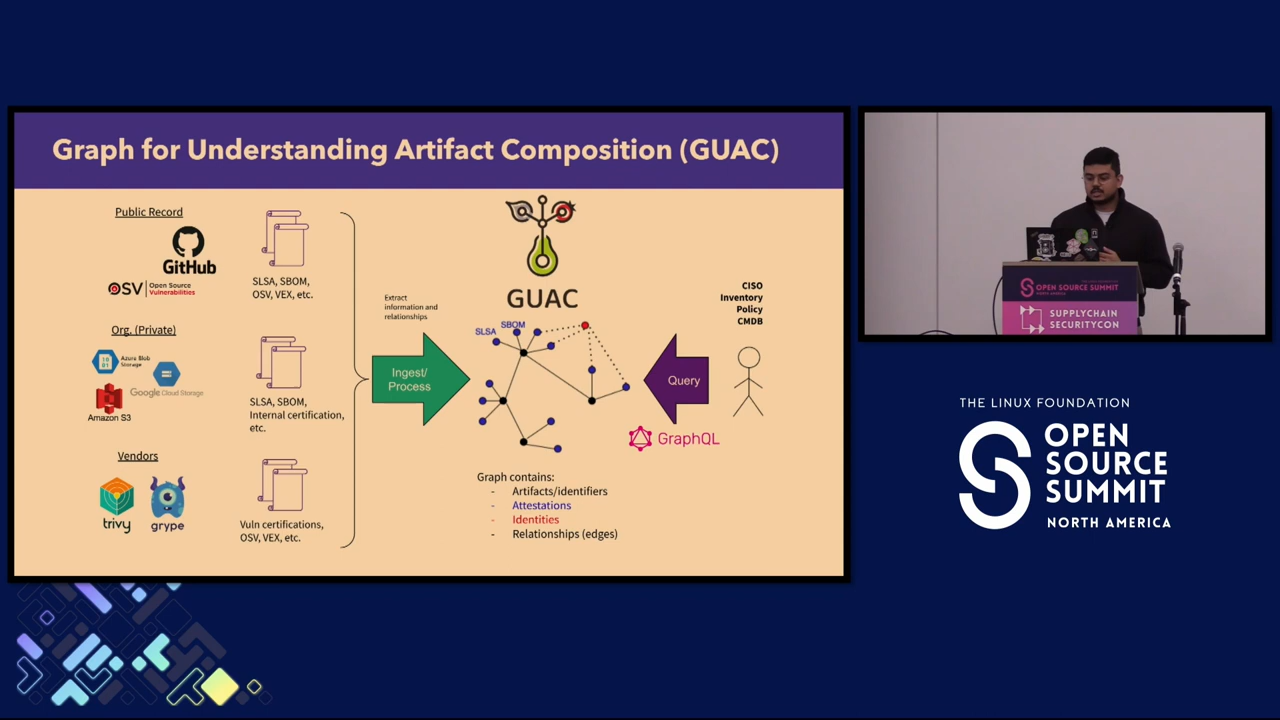 Graph for Understanding Artifact Composition (GUAC)
Public Record
GitHub
OSV Open Source
Vulnerabilities
SLSA, SBOM,
OSV, VEX, etc.
Org. (Private)
Azure Blob
Storage
Google Cloud Storage
Amazon S3
SLSA, SBOM,
Internal certification,
etc.
Vendors
trivy
grype
Vuln certifications,
OSV, VEX, etc.
Extract
information and
relationships
Ingest/
Process
GUAC
SLSA
SBOM
Query
GraphQL
CISO
Inventory
Policy
CMDB
Graph contains:
- Artifacts/identifiers
- Attestations
- Identities
- Relationships (edges)
OPEN SOURCE SUMMIT
SUPPLYCHAIN
SECURITYCON
THE LINUX FOUNDATION
OPEN
SOURCE
SUMMIT
NORTH AMERICA